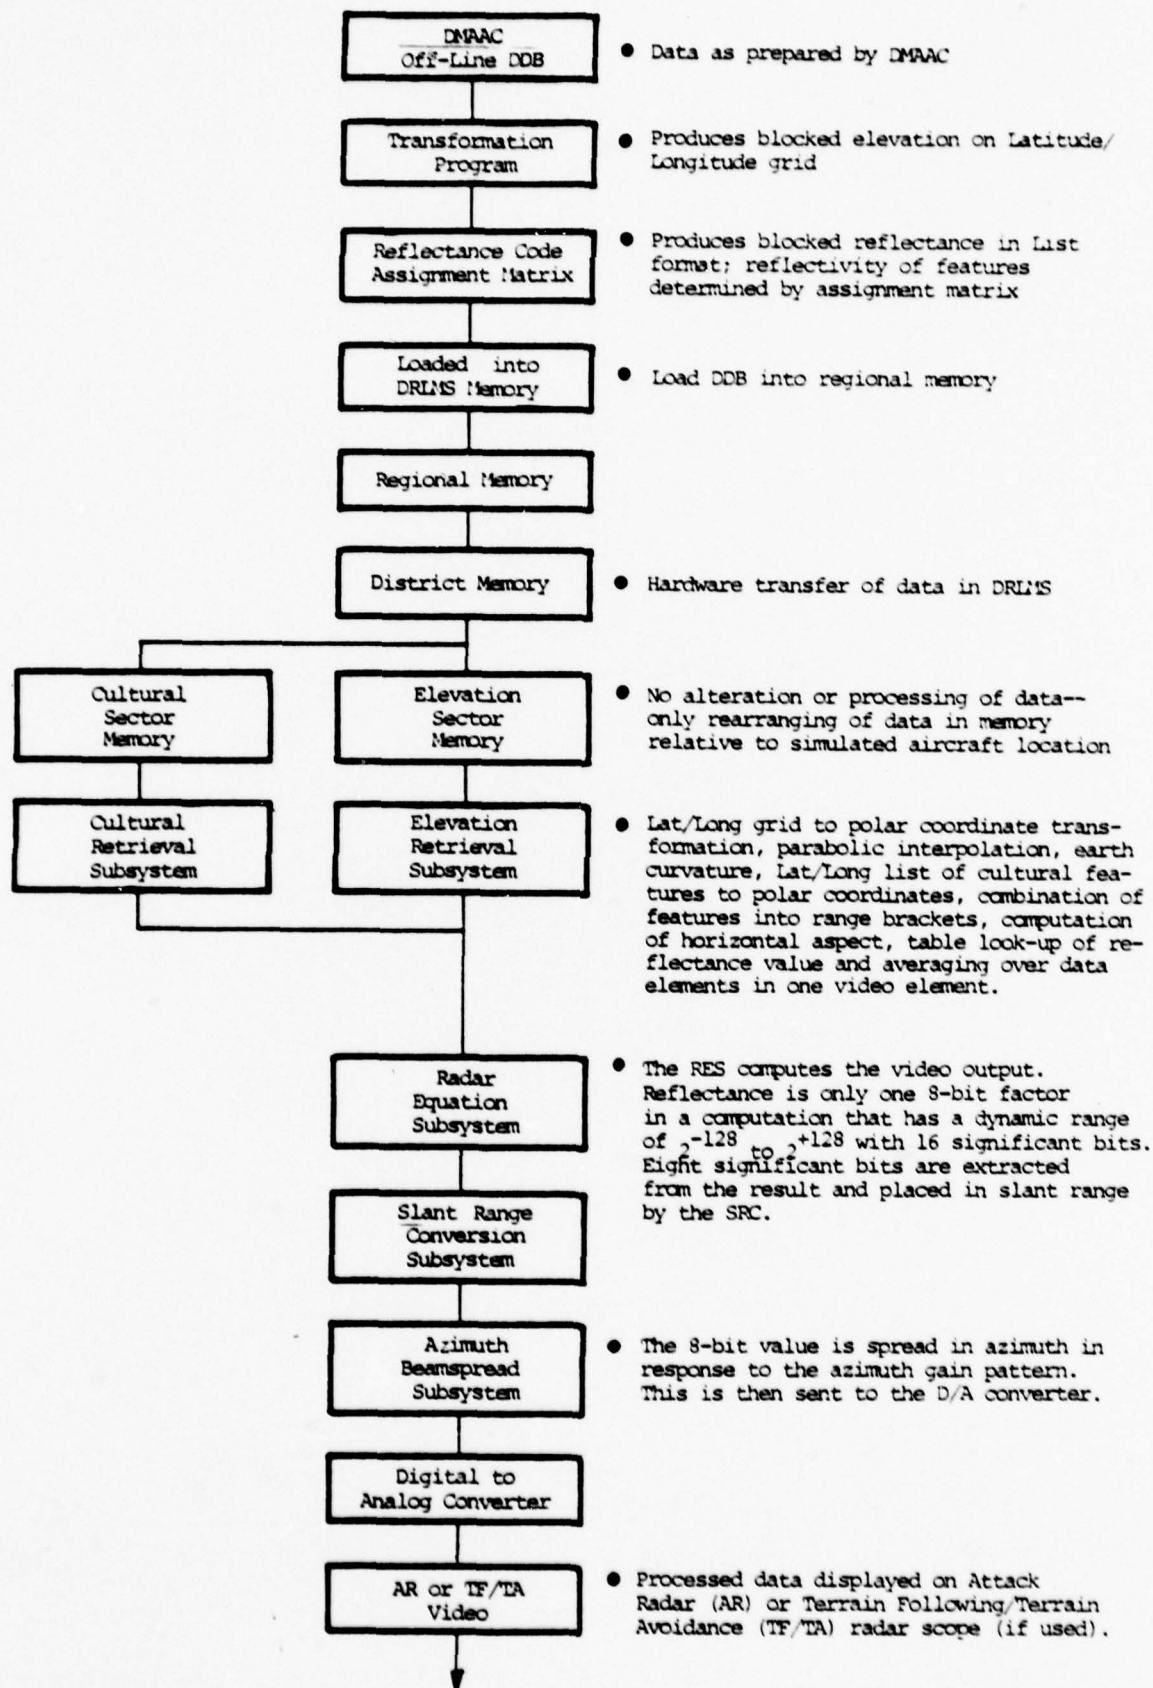 DMAAC
Off-Line DDB
● Data as prepared by DMAAC
Transformation
Program
● Produces blocked elevation on Latitude/
Longitude grid
Reflectance Code
Assignment Matrix
● Produces blocked reflectance in List
format; reflectivity of features
determined by assignment matrix
Loaded into
DRLMS Memory
● Load DDB into regional memory
Regional Memory
District Memory
● Hardware transfer of data in DRLMS
Cultural
Sector
Memory
Elevation
Sector
Memory
● No alteration or processing of data--
only rearranging of data in memory
relative to simulated aircraft location
Cultural
Retrieval
Subsystem
Elevation
Retrieval
Subsystem
● Lat/Long grid to polar coordinate trans-
formation, parabolic interpolation, earth
curvature, Lat/Long list of cultural fea-
tures to polar coordinates, combination of
features into range brackets, computation
of horizontal aspect, table look-up of re-
flectance value and averaging over data
elements in one video element.
Radar
Equation
Subsystem
● The RES computes the video output.
Reflectance is only one 8-bit factor
in a computation that has a dynamic range
of 2^-128 to 2^+128 with 16 significant bits.
Eight significant bits are extracted
from the result and placed in slant range
by the SRC.
Slant Range
Conversion
Subsystem
Azimuth
Beamspread
Subsystem
● The 8-bit value is spread in azimuth in
response to the azimuth gain pattern.
This is then sent to the D/A converter.
Digital to
Analog Converter
AR or TF/TA
Video
● Processed data displayed on Attack
Radar (AR) or Terrain Following/Terrain
Avoidance (TF/TA) radar scope (if used).